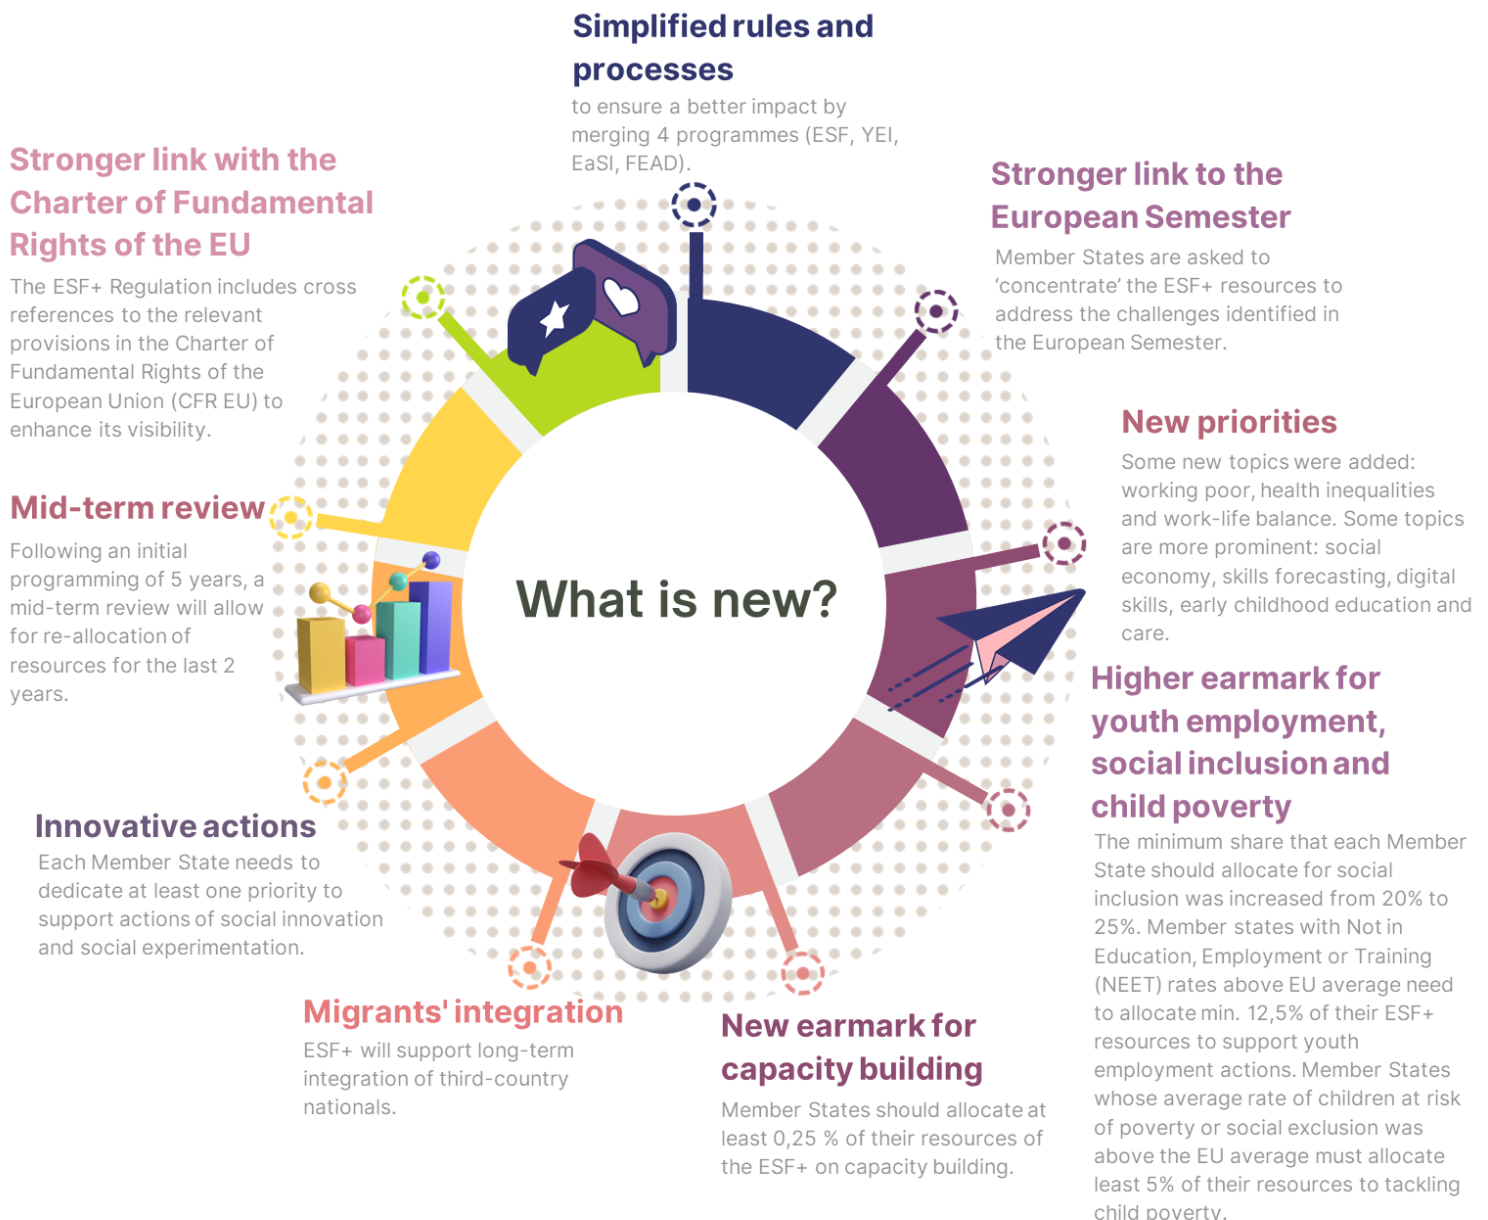 Simplified rules and
processes
to ensure a better impact by
merging 4 programmes (ESF, YEI,
EaSI, FEAD).
Stronger link to the
European Semester
Member States are asked to
‘concentrate’ the ESF+ resources to
address the challenges identified in
the European Semester.
New priorities
Some new topics were added:
working poor, health inequalities
and work-life balance. Some topics
are more prominent: social
economy, skills forecasting, digital
skills, early childhood education and
care.
Higher earmark for
youth employment,
social inclusion and
child poverty
The minimum share that each Member
State should allocate for social
inclusion was increased from 20% to
25%. Member states with Not in
Education, Employment or Training
(NEET) rates above EU average need
to allocate min. 12,5% of their ESF+
resources to support youth
employment actions. Member States
whose average rate of children at risk
of poverty or social exclusion was
above the EU average must allocate
least 5% of their resources to tackling
child poverty.
New earmark for
capacity building
Member States should allocate at
least 0,25 % of their resources of
the ESF+ on capacity building.
Migrants' integration
ESF+ will support long-term
integration of third-country
nationals.
Innovative actions
Each Member State needs to
dedicate at least one priority to
support actions of social innovation
and social experimentation.
Mid-term review
Following an initial
programming of 5 years, a
mid-term review will allow
for re-allocation of
resources for the last 2
years.
Stronger link with the
Charter of Fundamental
Rights of the EU
The ESF+ Regulation includes cross
references to the relevant
provisions in the Charter of
Fundamental Rights of the
European Union (CFR EU) to
enhance its visibility.
What is new?